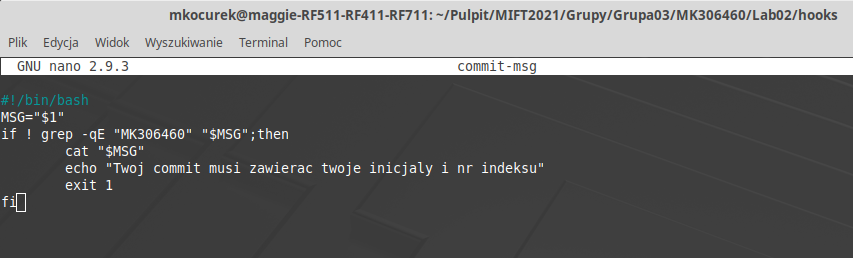 mkocurek@maggie-RF511-RF411-RF711: ~/Pulpit/MIFT2021/Grupy/Grupa03/MK306460/Lab02/hooks
Plik Edycja Widok Wyszukiwanie Terminal Pomoc
GNU nano 2.9.3 commit-msg
#!/bin/bash
MSG="$1"
if ! grep -qE "MK306460" "$MSG";then
        cat "$MSG"
        echo "Twoj commit musi zawierac twoje inicjaly i nr indeksu"
        exit 1
fi